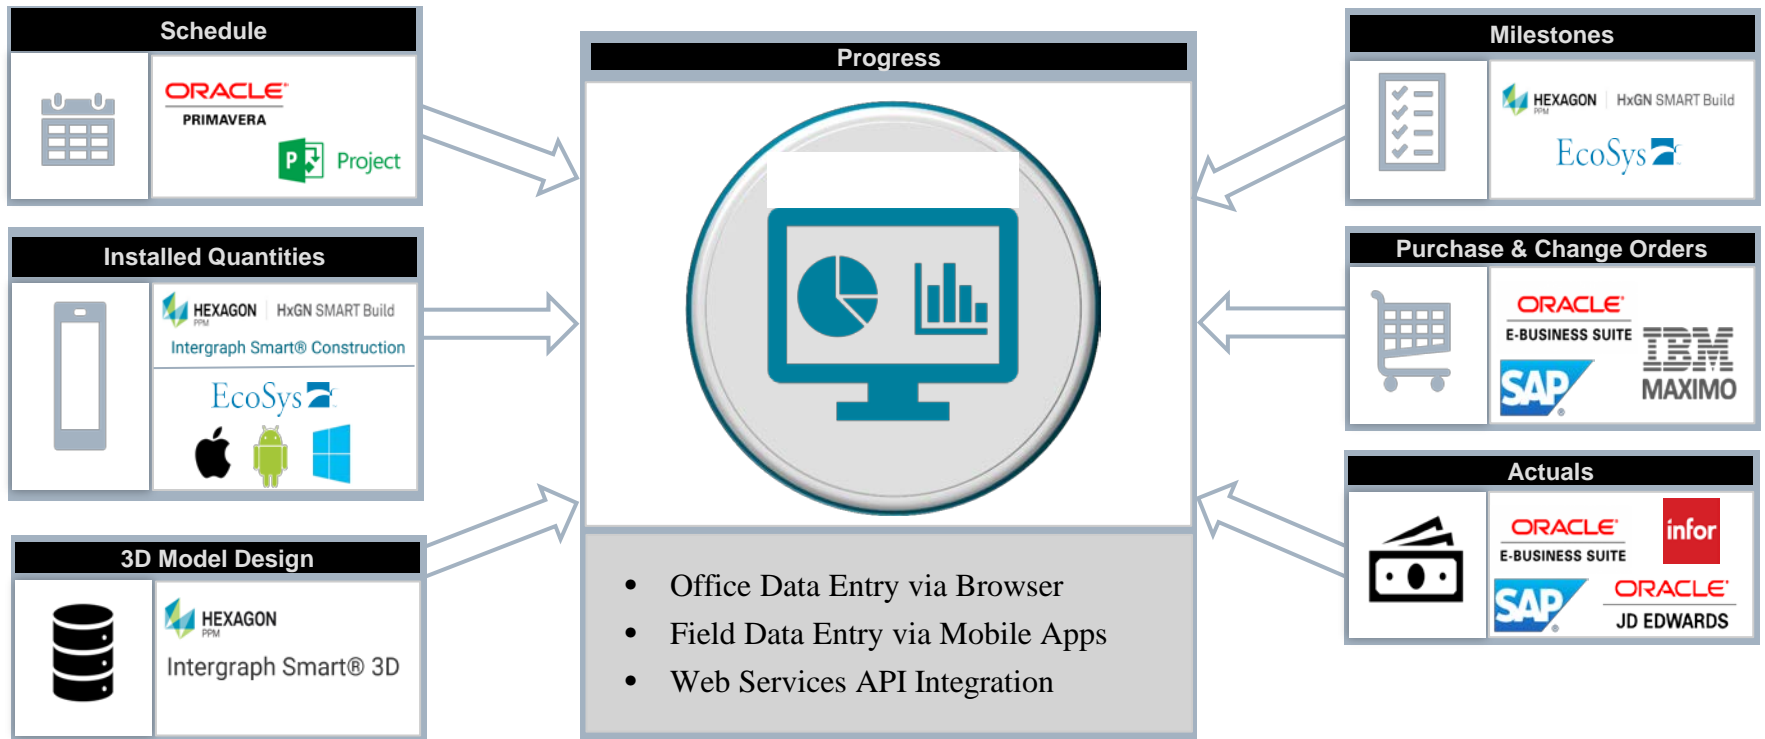 Schedule
ORACLE®
PRIMAVERA
P Project
Installed Quantities
HEXAGON PPM | HxGN SMART Build
Intergraph Smart® Construction
EcoSys
3D Model Design
HEXAGON
PPM
Intergraph Smart® 3D
Progress
• Office Data Entry via Browser
• Field Data Entry via Mobile Apps
• Web Services API Integration
Milestones
HEXAGON PPM | HxGN SMART Build
EcoSys
Purchase & Change Orders
ORACLE®
E-BUSINESS SUITE
IBM
MAXIMO
SAP®
Actuals
ORACLE®
E-BUSINESS SUITE
infor
SAP®
ORACLE®
JD EDWARDS